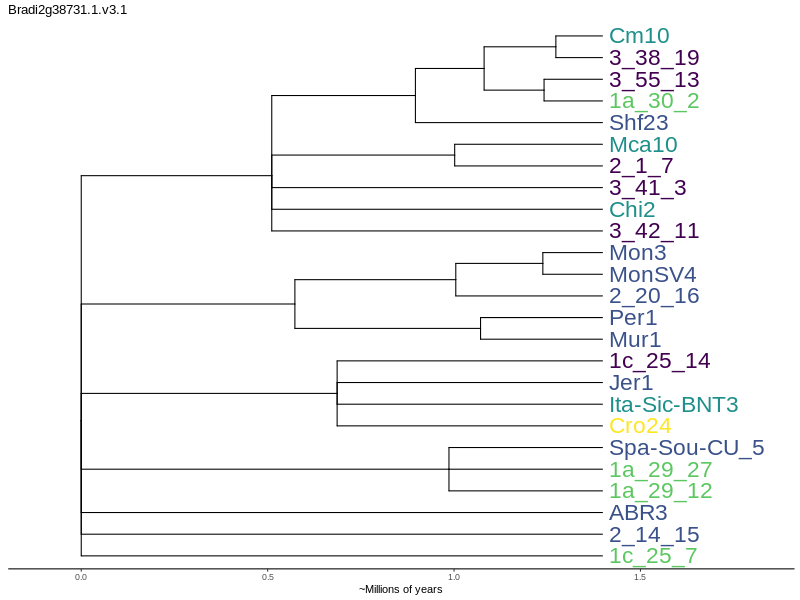 Bradi2g38731.1.v3.1
Cm10
3_38_19
3_55_13
1a_30_2
Shf23
Mca10
2_1_7
3_41_3
Chi2
3_42_11
Mon3
MonSV4
2_20_16
Per1
Mur1
1c_25_14
Jer1
Ita-Sic-BNT3
Cro24
Spa-Sou-CU_5
1a_29_27
1a_29_12
ABR3
2_14_15
1c_25_7
0.0 0.5 1.0 1.5
~Millions of years